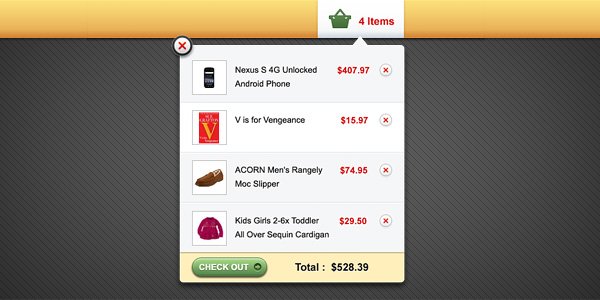 4 Items
Nexus S 4G Unlocked
Android Phone
$407.97
V is for Vengeance
$15.97
ACORN Men's Rangely
Moc Slipper
$74.95
Kids Girls 2-6x Toddler
All Over Sequin Cardigan
$29.50
CHECK OUT
Total : $528.39